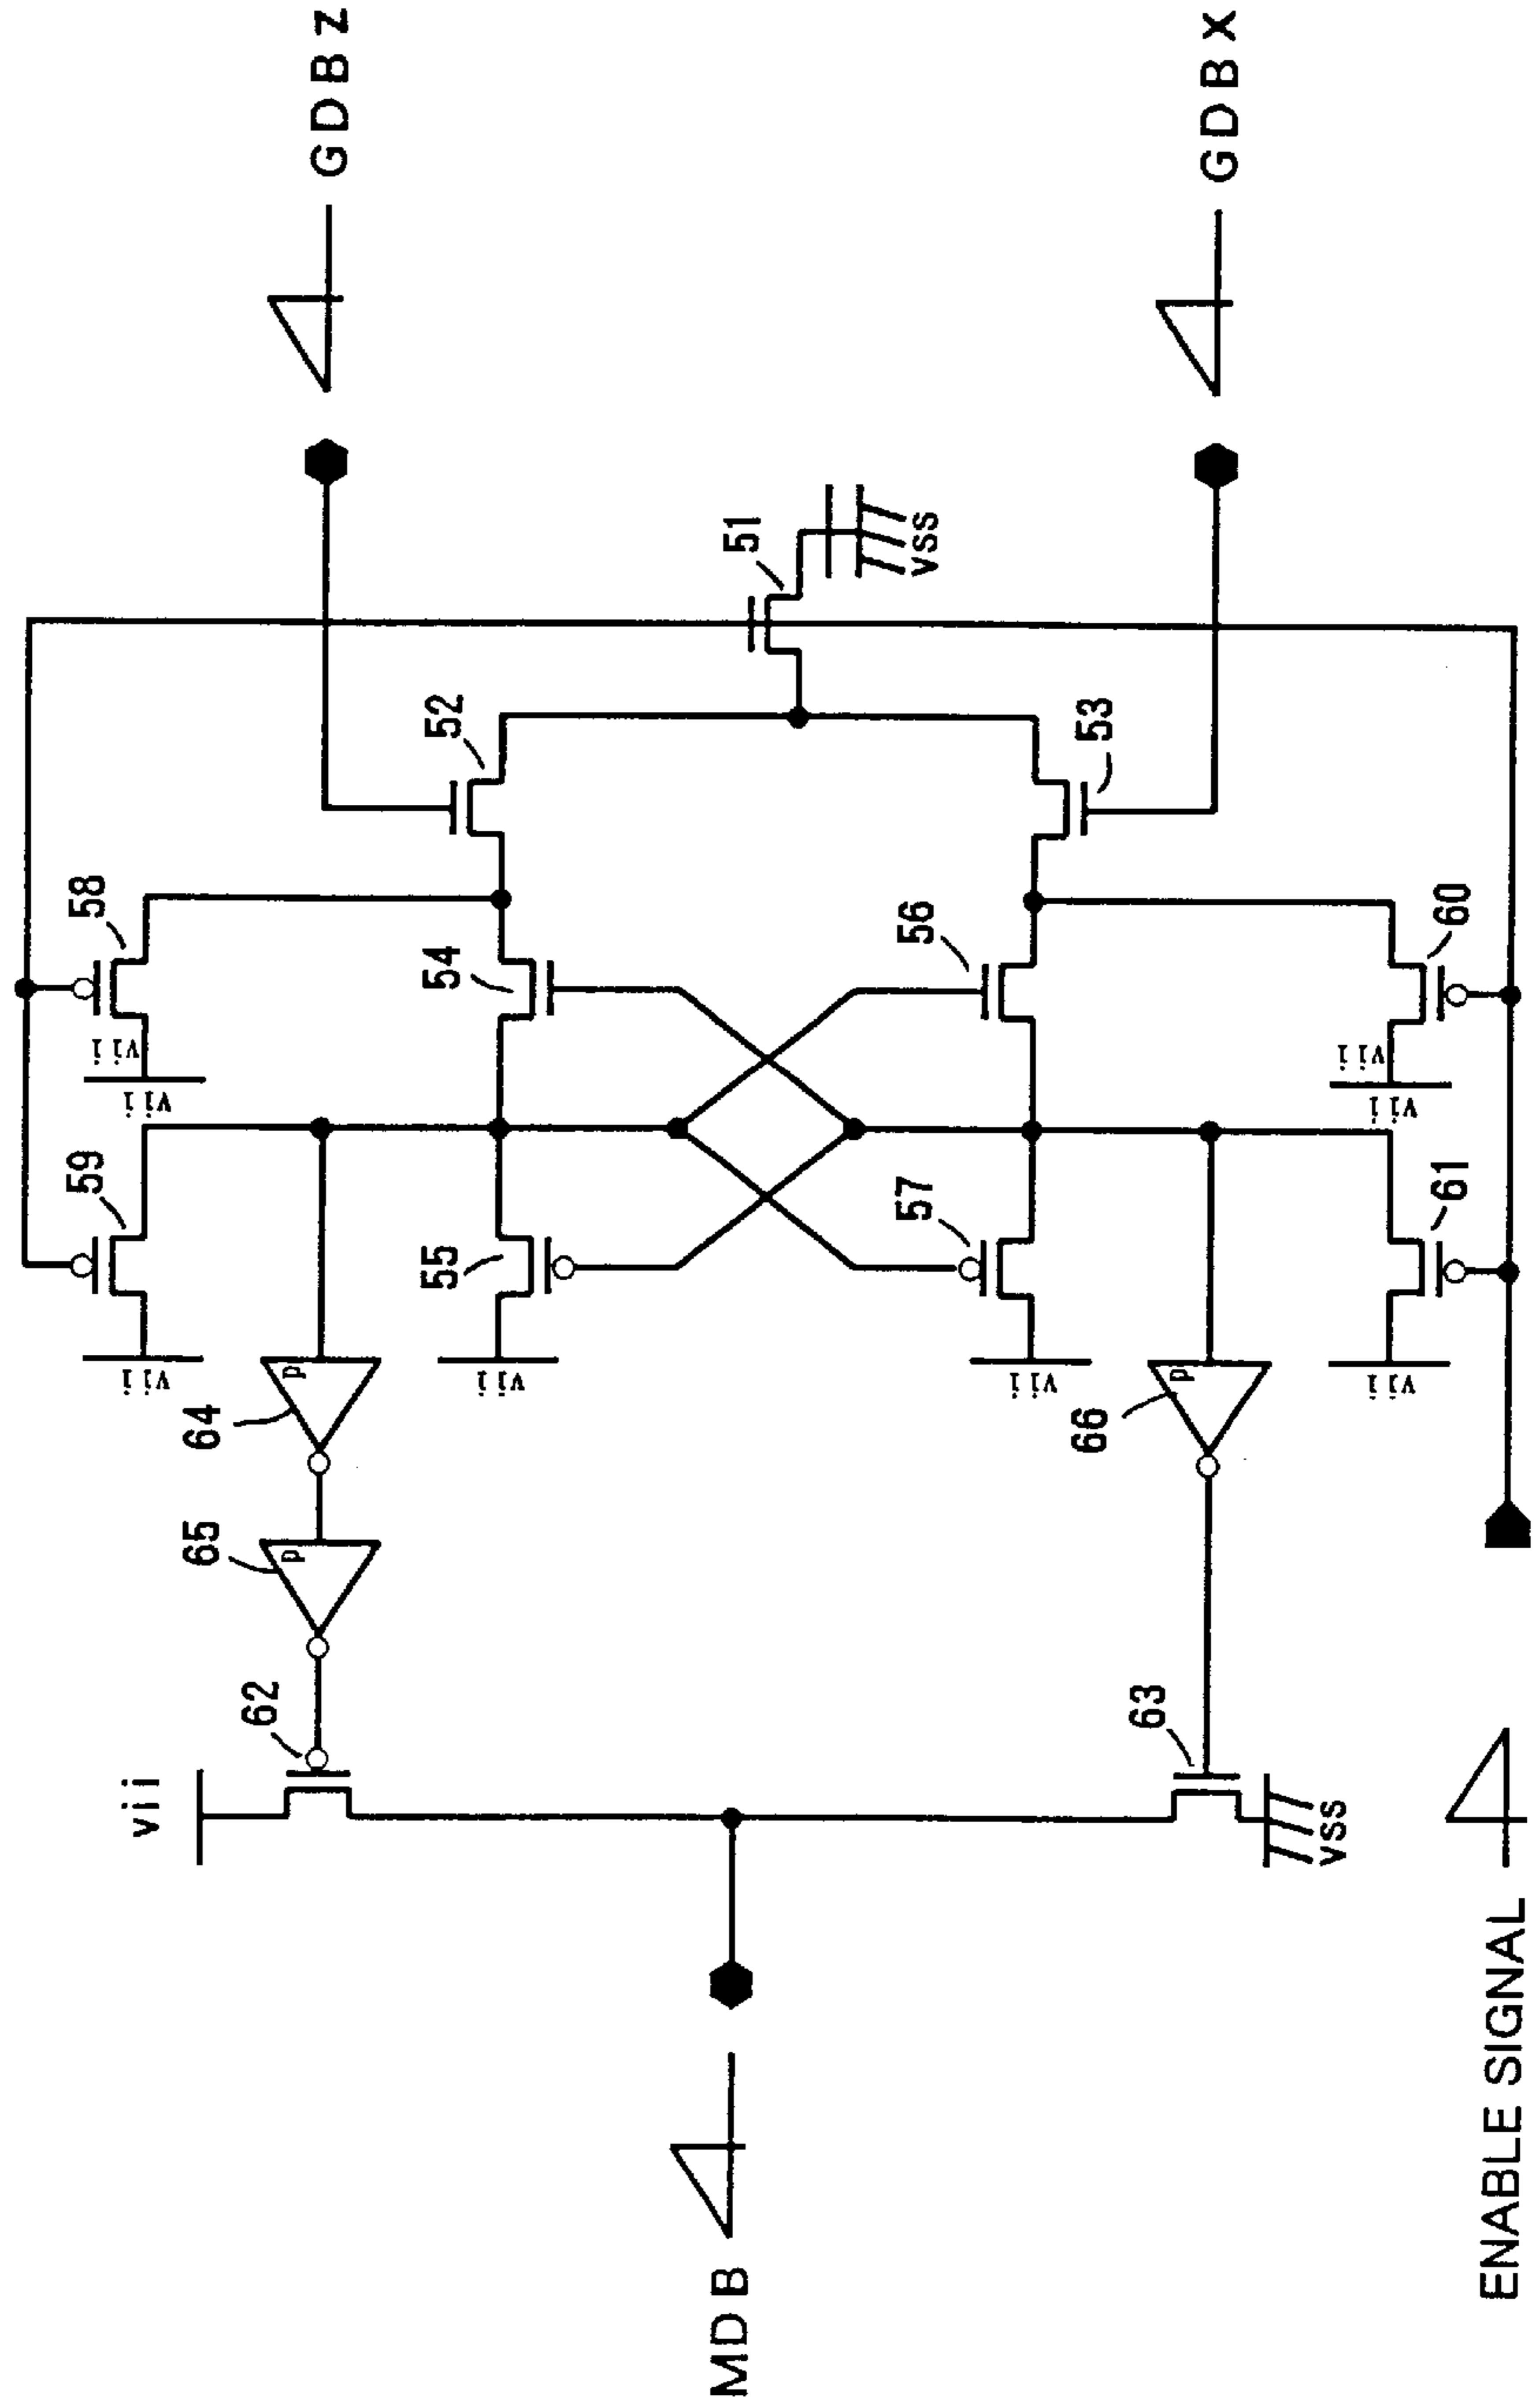 GDBZ
GDBX
51
vss
52
53
58
54
56
60
vii
vii
vii
vii
59
55
57
61
vii
vii
vii
vii
64
p
66
p
65
p
62
63
vii
vss
MDB
ENABLE SIGNAL